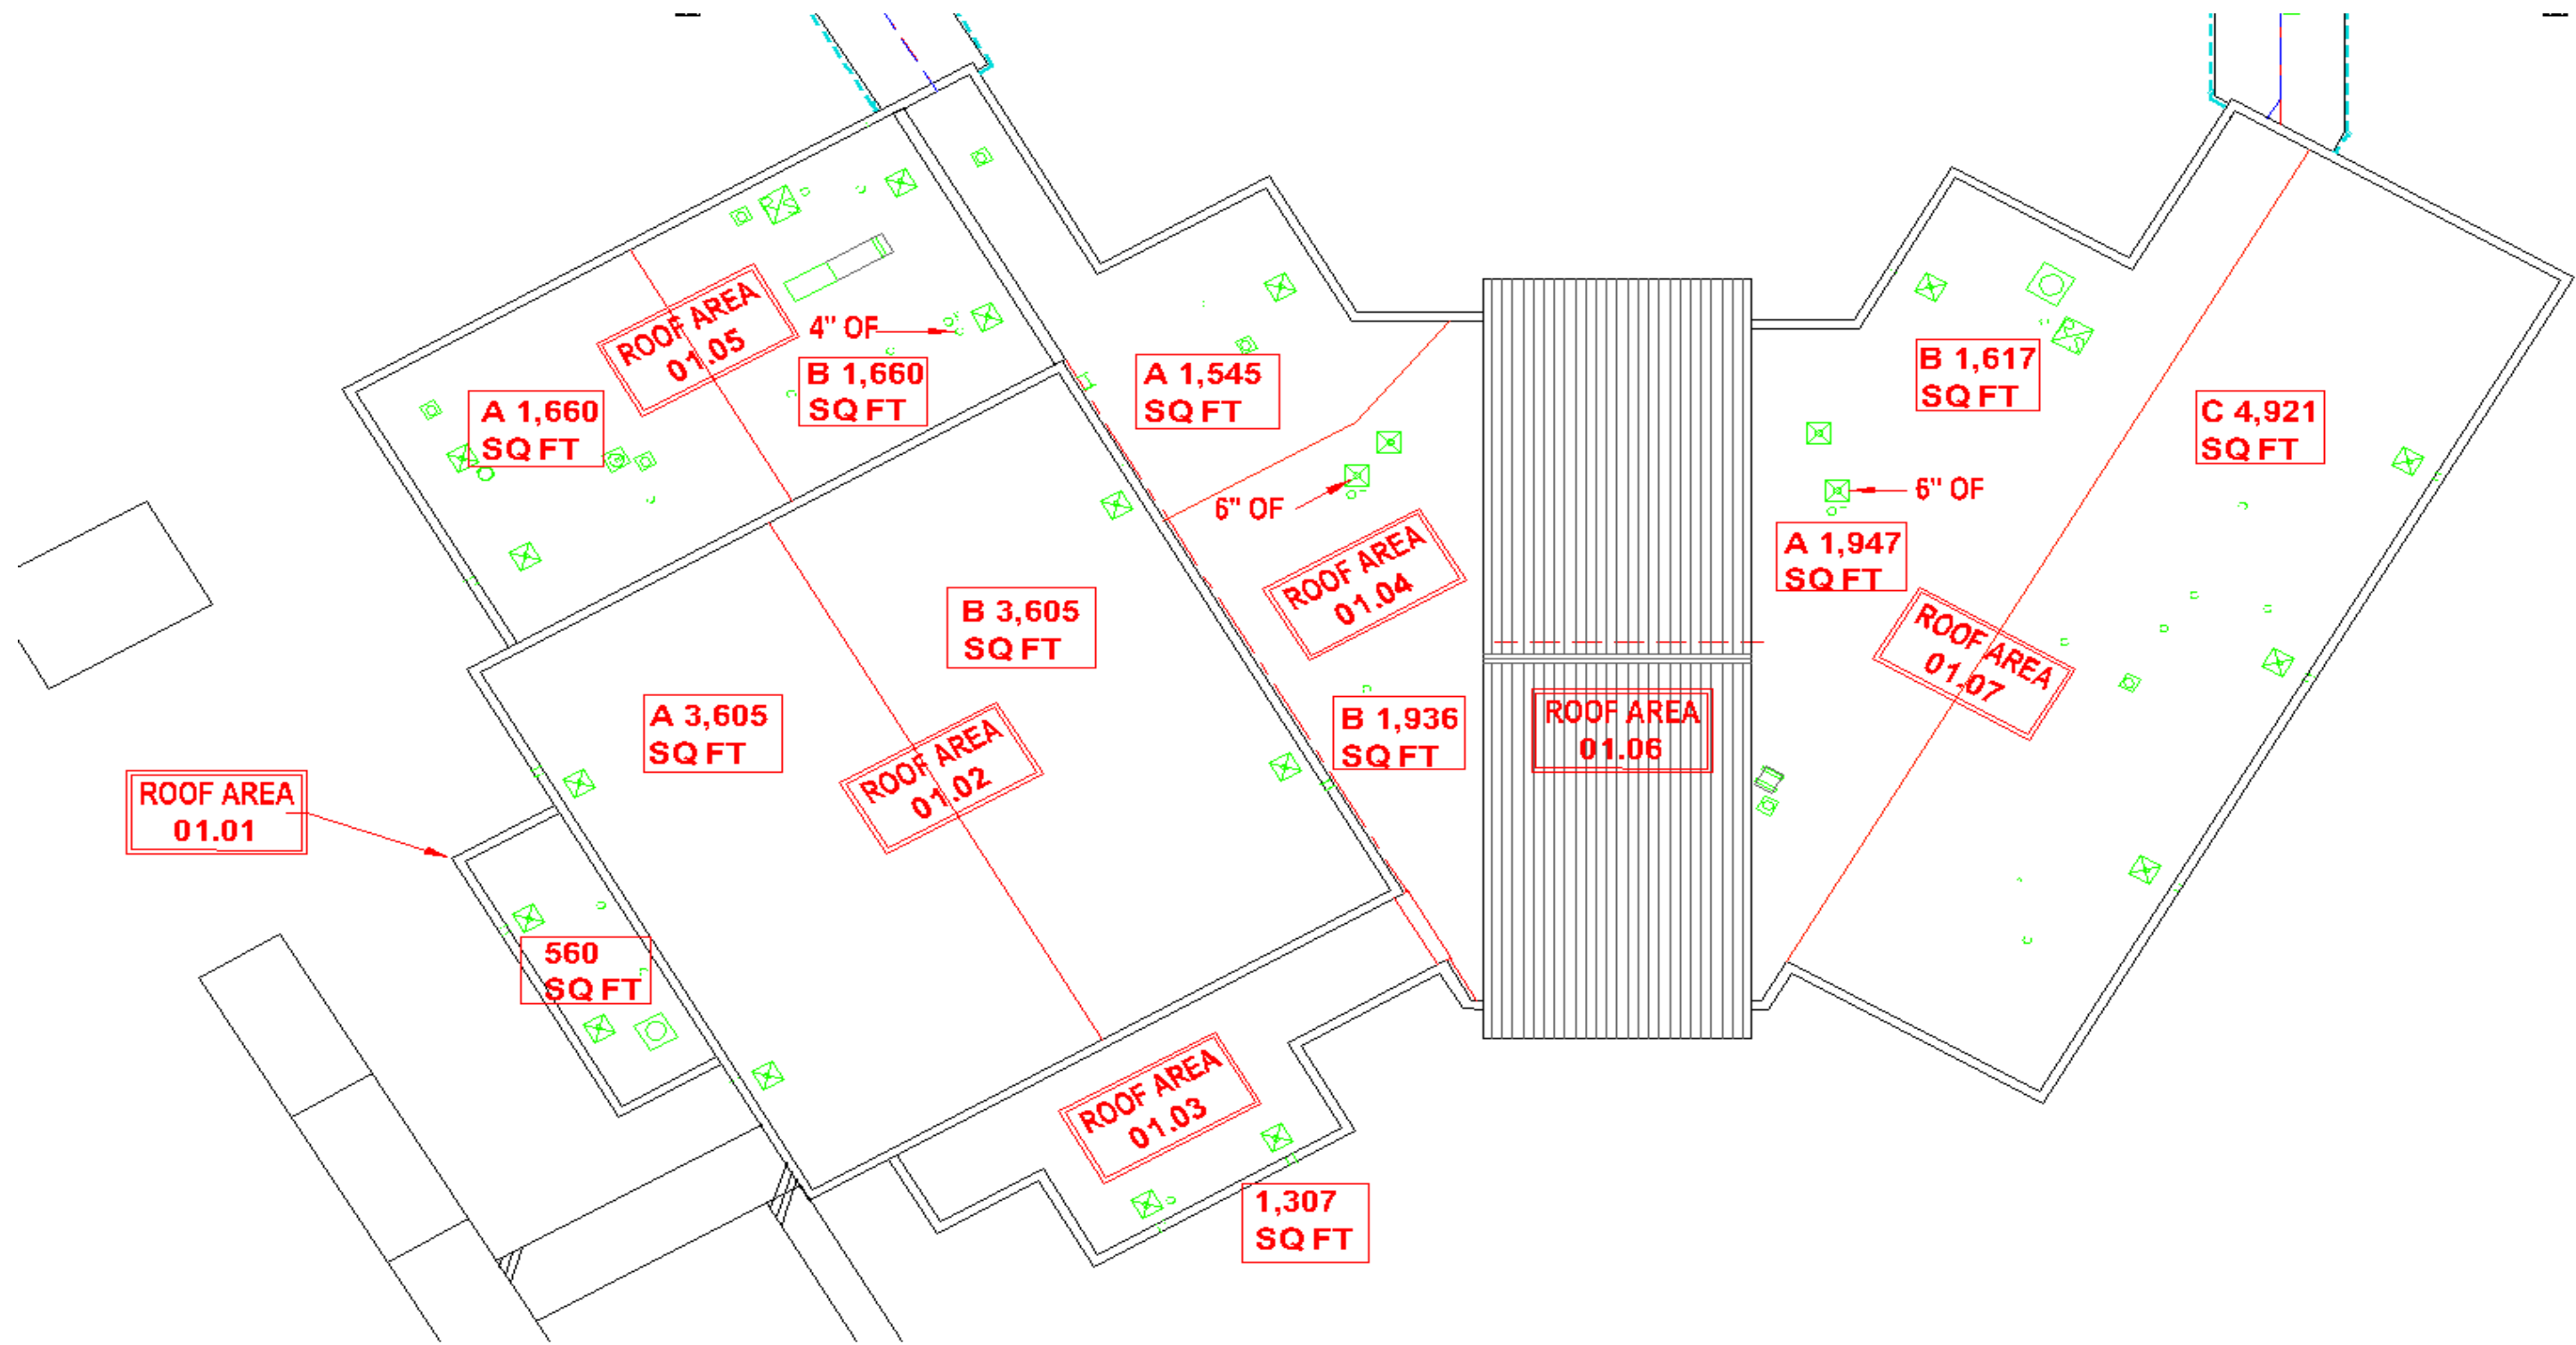 ROOF AREA
01.05
4" OF
A 1,660
SQ FT
B 1,660
SQ FT
A 1,545
SQ FT
6" OF
ROOF AREA
01.04
B 1,617
SQ FT
C 4,921
SQ FT
6" OF
A 1,947
SQ FT
ROOF AREA
01.07
B 3,605
SQ FT
A 3,605
SQ FT
ROOF AREA
01.02
B 1,936
SQ FT
ROOF AREA
01.06
ROOF AREA
01.01
560
SQ FT
ROOF AREA
01.03
1,307
SQ FT